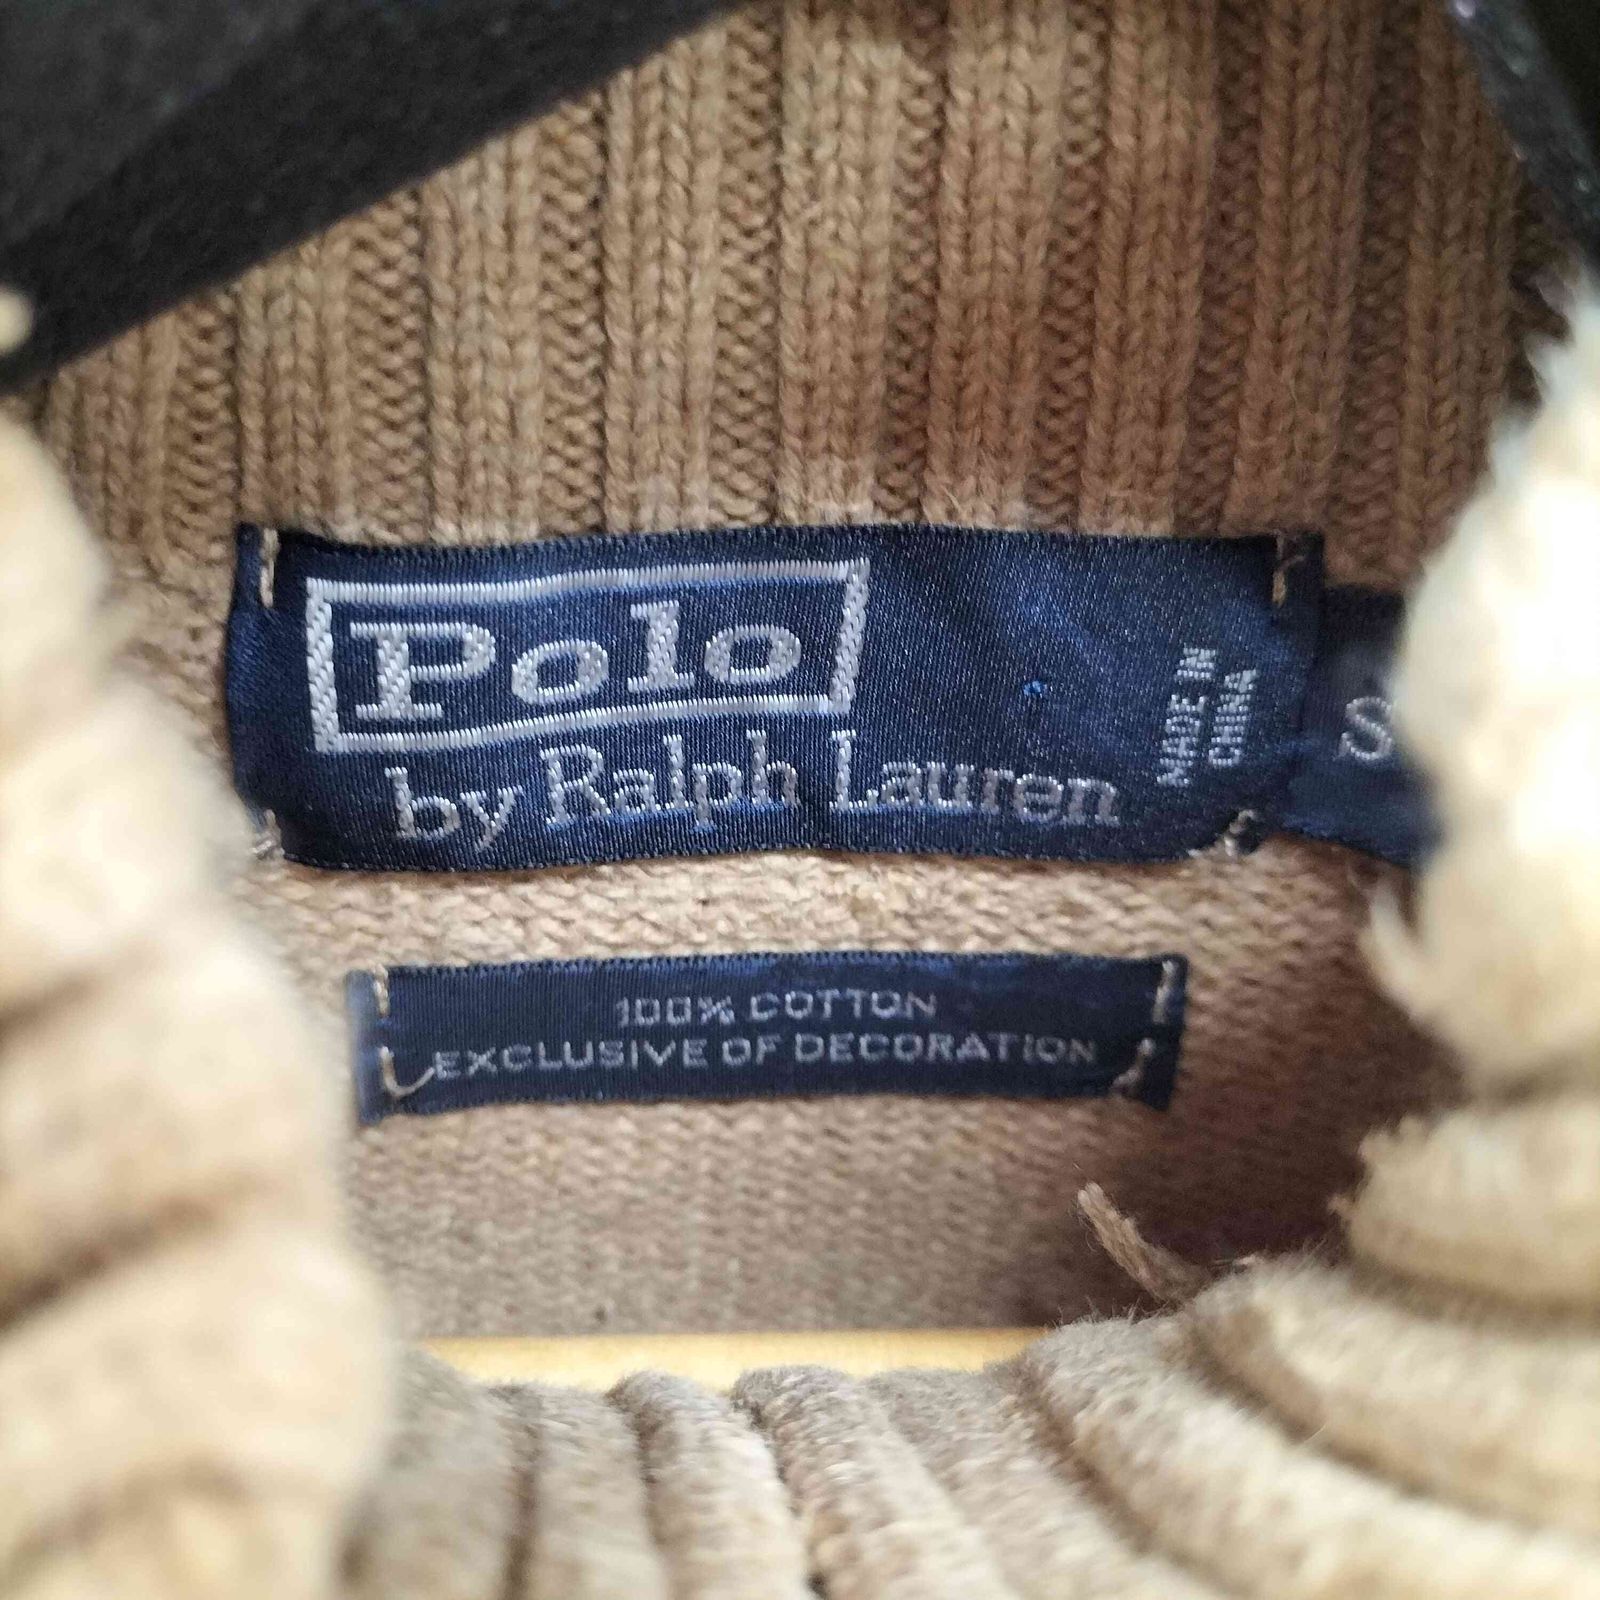 Polo
by Ralph Lauren
MADE IN
CHINA
S
100% COTTON
EXCLUSIVE OF DECORATION